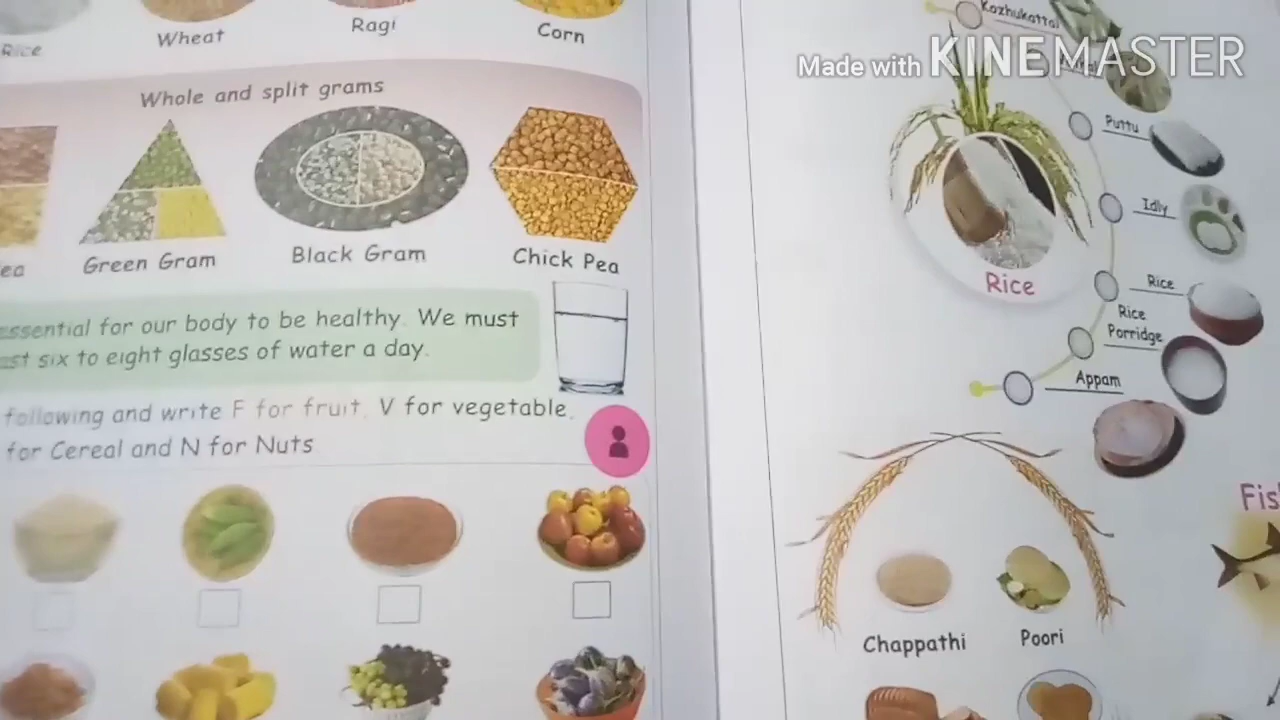 Rice
Wheat
Ragi
Corn
Whole and split grams
ea
Green Gram
Black Gram
Chick Pea
essential for our body to be healthy. We must
ast six to eight glasses of water a day.
following and write F for fruit, V for vegetable,
for Cereal and N for Nuts
Made with KINEMASTER
Kozhukattai
Puttu
Idly
Rice
Rice
Rice
Porridge
Appam
Chappathi
Poori
Fis